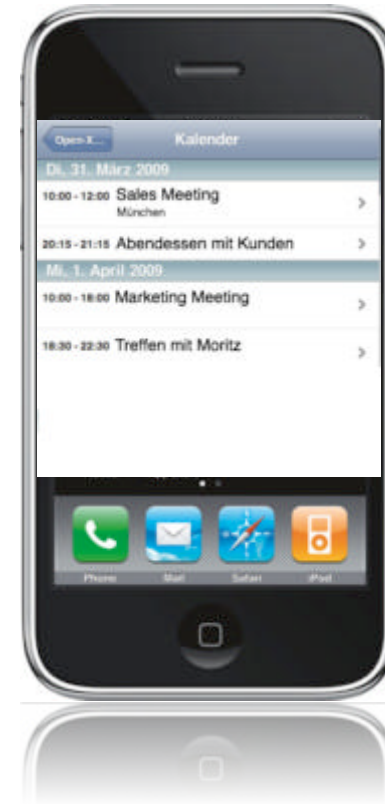 Open-X...
Kalender
Di, 31. März 2009
10:00 - 12:00 Sales Meeting
München
20:15 - 21:15 Abendessen mit Kunden
Mi, 1. April 2009
10:00 - 18:00 Marketing Meeting
18:30 - 22:30 Treffen mit Moritz
Phone Mail Safari iPod